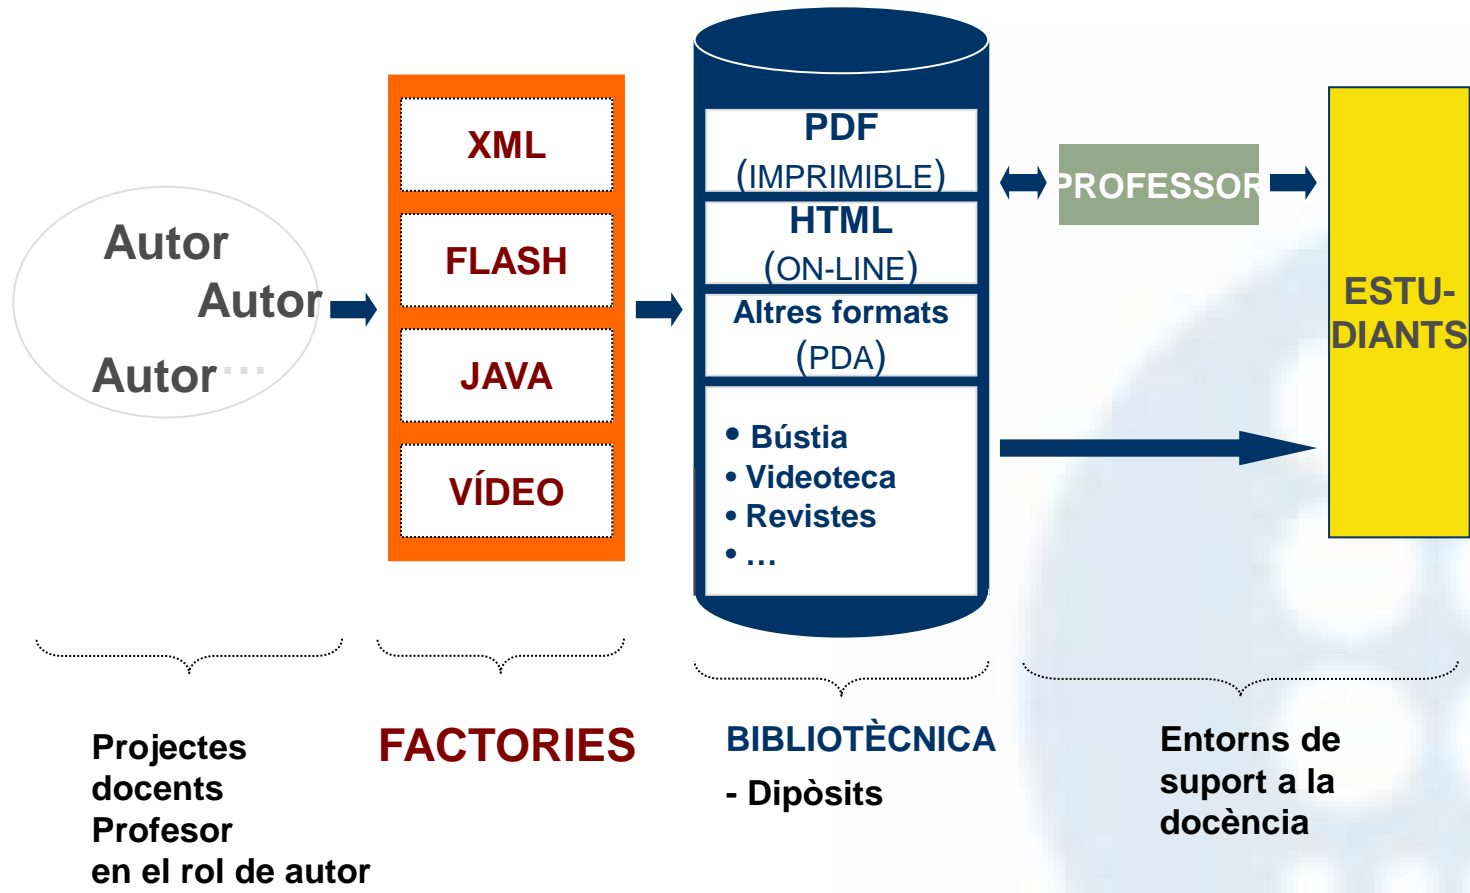 Autor
Autor
Autor...
XML
FLASH
JAVA
VÍDEO
PDF
(IMPRIMIBLE)
HTML
(ON-LINE)
Altres formats
(PDA)
• Bústia
• Videoteca
• Revistes
• ...
PROFESSOR
ESTU-
DIANTS
Projectes
docents
Profesor
en el rol de autor
FACTORIES
BIBLIOTÈCNICA
- Dipòsits
Entorns de
suport a la
docència